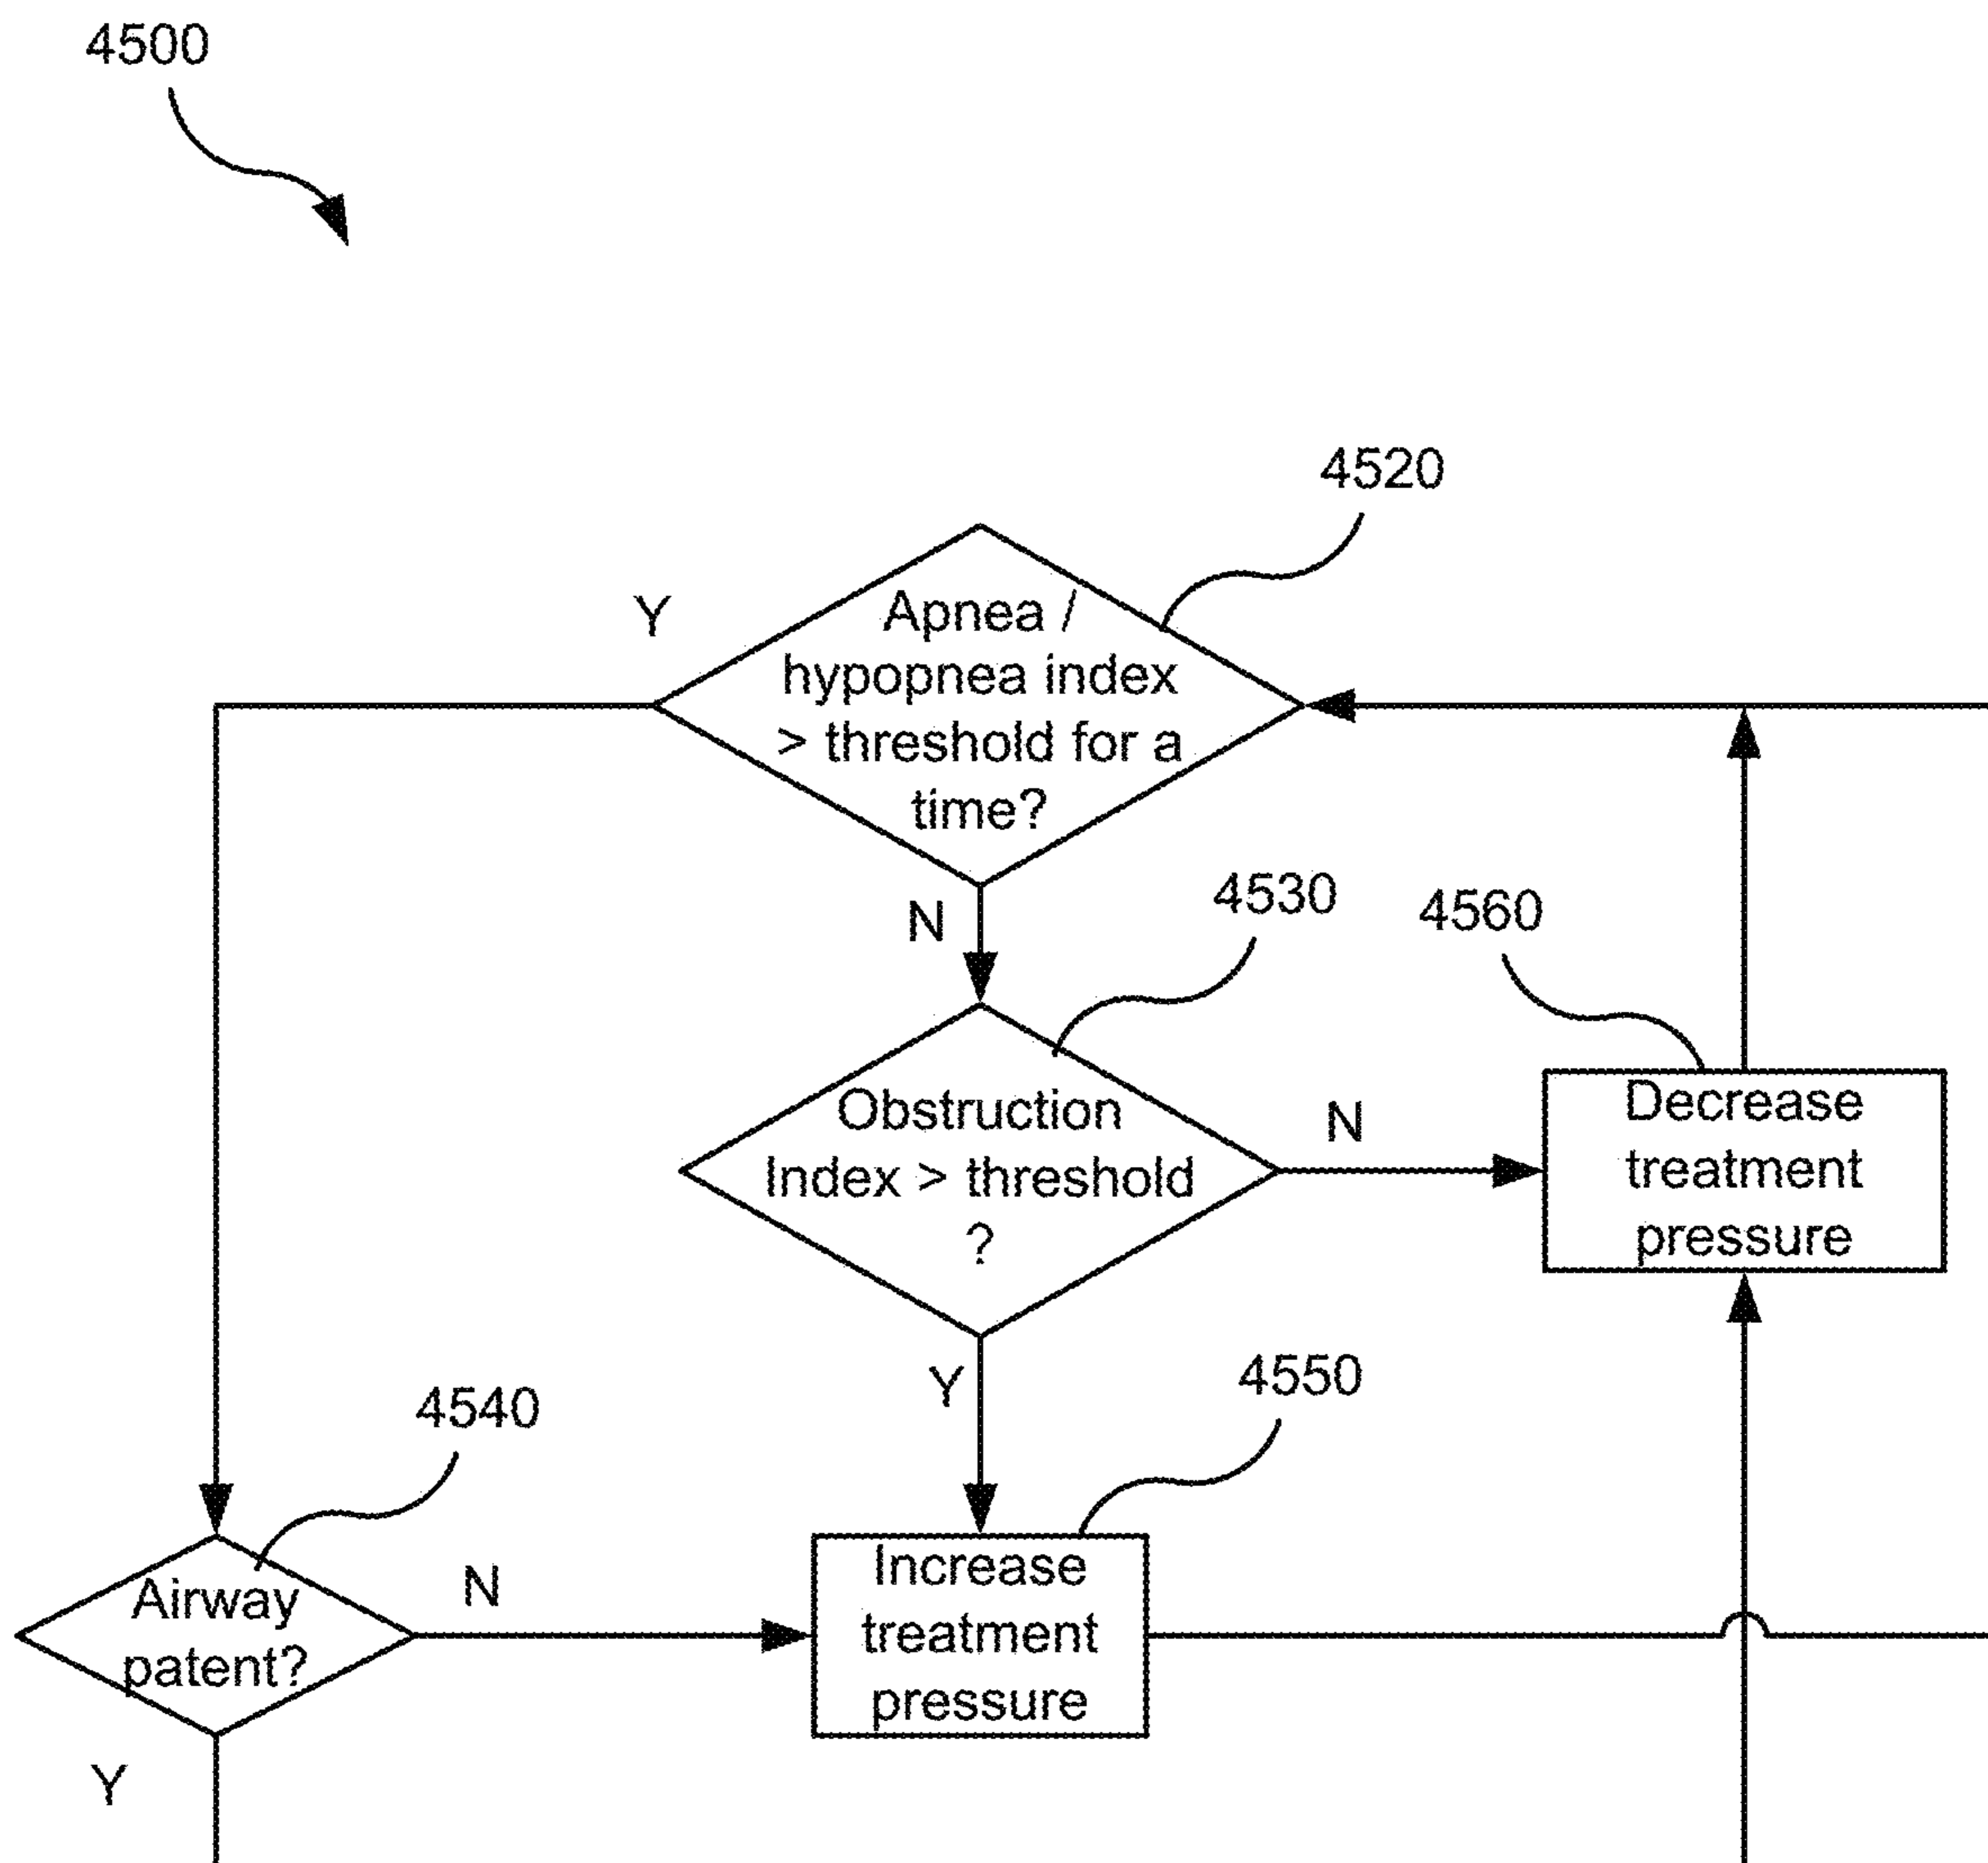 4500
4520
Y
Apnea /
hypopnea index
> threshold for a
time?
4530
4560
N
Obstruction
Index > threshold
?
N
Decrease
treatment
pressure
4540
Y
4550
Airway
patent?
N
Increase
treatment
pressure
Y